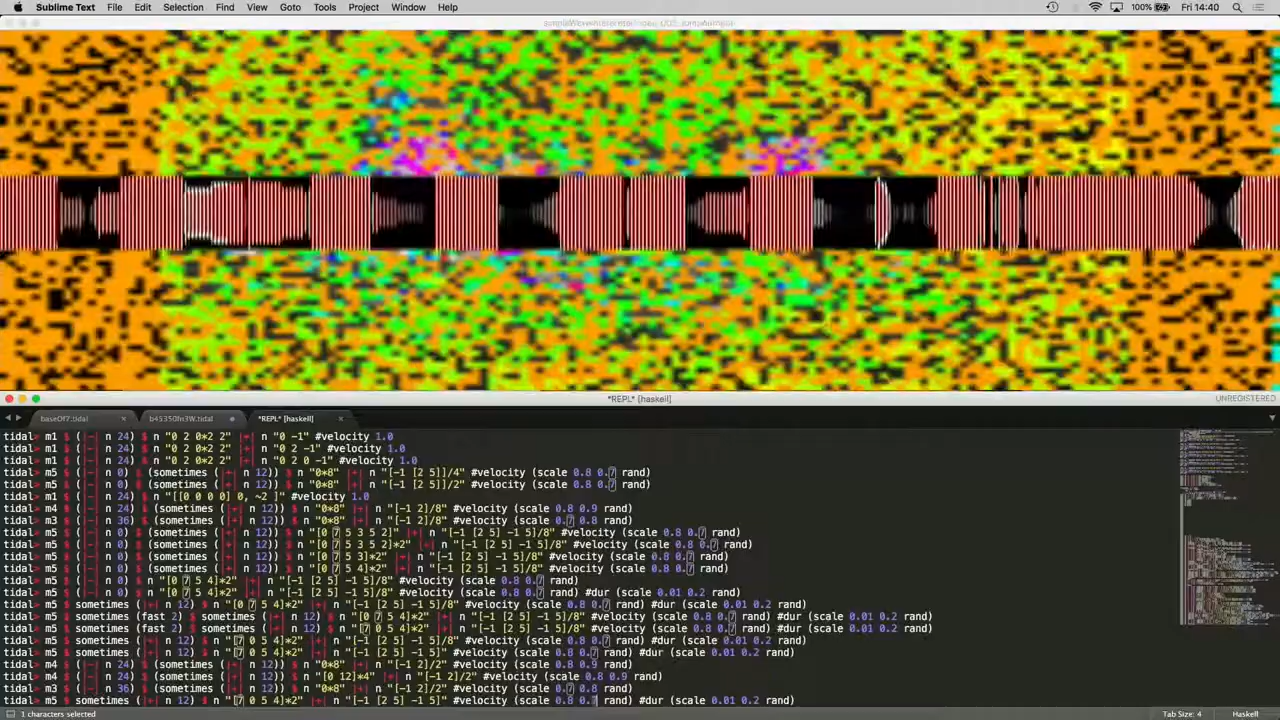 Sublime Text File Edit Selection Find View Goto Tools Project Window Help 100% Fri 14:40
*REPL* [haskell] UNREGISTERED
baseOf7.tidal *REPL* [haskell]
tidal> m1 $ (|-| n 24) $ n "0 2 0*2 2" |+| n "0 -1" #velocity 1.0
tidal> m1 $ (|-| n 24) $ n "0 2 0*2 2" |+| n "0 2 -1" #velocity 1.0
tidal> m1 $ (|-| n 24) $ n "0 2 0*2 2" |+| n "0 2 0 -1" #velocity 1.0
tidal> m5 $ (|-| n 0) $ (sometimes (|+| n 12)) $ n "0*8" |+| n "[-1 [2 5]]/4" #velocity (scale 0.8 0.7 rand)
tidal> m5 $ (|-| n 0) $ (sometimes (|+| n 12)) $ n "0*8" |+| n "[-1 [2 5]]/2" #velocity (scale 0.8 0.7 rand)
tidal> m1 $ (|-| n 24) $ n "[[0 0 0 0] 0, ~2 ]" #velocity 1.0
tidal> m4 $ (|-| n 24) $ (sometimes (|+| n 12)) $ n "0*8" |+| n "[-1 2]/8" #velocity (scale 0.8 0.9 rand)
tidal> m3 $ (|-| n 36) $ (sometimes (|+| n 12)) $ n "0*8" |+| n "[-1 2]/8" #velocity (scale 0.7 0.8 rand)
tidal> m5 $ (|-| n 0) $ (sometimes (|+| n 12)) $ n "[0 7 5 3 5 2]" |+| n "[-1 [2 5] -1 5]/8" #velocity (scale 0.8 0.7 rand)
tidal> m5 $ (|-| n 0) $ (sometimes (|+| n 12)) $ n "[0 7 5 3 5 2]*2" |+| n "[-1 [2 5] -1 5]/8" #velocity (scale 0.8 0.7 rand)
tidal> m5 $ (|-| n 0) $ (sometimes (|+| n 12)) $ n "[0 7 5 3]*2" |+| n "[-1 [2 5] -1 5]/8" #velocity (scale 0.8 0.7 rand)
tidal> m5 $ (|-| n 0) $ (sometimes (|+| n 12)) $ n "[0 7 5 4]*2" |+| n "[-1 [2 5] -1 5]/8" #velocity (scale 0.8 0.7 rand)
tidal> m5 $ (|-| n 0) $ n "[0 7 5 4]*2" |+| n "[-1 [2 5] -1 5]/8" #velocity (scale 0.8 0.7 rand)
tidal> m5 $ (|-| n 0) $ n "[0 7 5 4]*2" |+| n "[-1 [2 5] -1 5]/8" #velocity (scale 0.8 0.7 rand) #dur (scale 0.01 0.2 rand)
tidal> m5 $ sometimes (|+| n 12) $ n "[0 7 5 4]*2" |+| n "[-1 [2 5] -1 5]/8" #velocity (scale 0.8 0.7 rand) #dur (scale 0.01 0.2 rand)
tidal> m5 $ sometimes (fast 2) $ sometimes (|+| n 12) $ n "[0 7 5 4]*2" |+| n "[-1 [2 5] -1 5]/8" #velocity (scale 0.8 0.7 rand) #dur (scale 0.01 0.2 rand)
tidal> m5 $ sometimes (fast 2) $ sometimes (|+| n 12) $ n "[7 0 5 4]*2" |+| n "[-1 [2 5] -1 5]/8" #velocity (scale 0.8 0.7 rand) #dur (scale 0.01 0.2 rand)
tidal> m5 $ sometimes (|+| n 12) $ n "[7 0 5 4]*2" |+| n "[-1 [2 5] -1 5]/8" #velocity (scale 0.8 0.7 rand) #dur (scale 0.01 0.2 rand)
tidal> m5 $ sometimes (|+| n 12) $ n "[7 0 5 4]*2" |+| n "[-1 [2 5] -1 5]" #velocity (scale 0.8 0.7 rand) #dur (scale 0.01 0.2 rand)
tidal> m4 $ (|-| n 24) $ (sometimes (|+| n 12)) $ n "0*8" |+| n "[-1 2]/2" #velocity (scale 0.8 0.9 rand)
tidal> m4 $ (|-| n 24) $ (sometimes (|+| n 12)) $ n "[0 12]*4" |+| n "[-1 2]/2" #velocity (scale 0.8 0.9 rand)
tidal> m3 $ (|-| n 36) $ (sometimes (|+| n 12)) $ n "0*8" |+| n "[-1 2]/2" #velocity (scale 0.7 0.8 rand)
tidal> m5 $ sometimes (|+| n 12) $ n "[7 0 5 4]*2" |+| n "[-1 [2 5] -1 5]" #velocity (scale 0.8 0.7 rand) #dur (scale 0.01 0.2 rand)
1 characters selected Tab Size: 4 Haskell